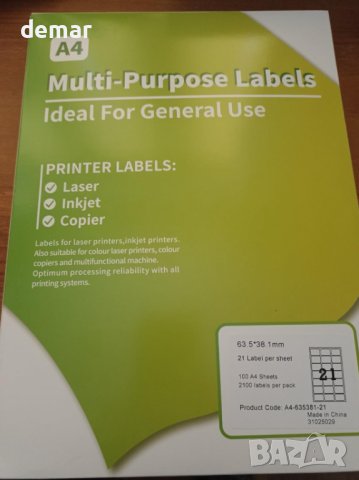 demar
A4
Multi-Purpose Labels
Ideal For General Use
PRINTER LABELS:
Laser
Inkjet
Copier
Labels for laser printers,inkjet printers.
Also suitable for colour laser printers, colour
copiers and multifunctional machine.
Optimum processing reliability with all
printing systems.
63.5*38.1mm
21 Label per sheet
100 A4 Sheets
2100 labels per pack
21
Product Code: A4-635381-21
Made in China
31025029
BAZAR